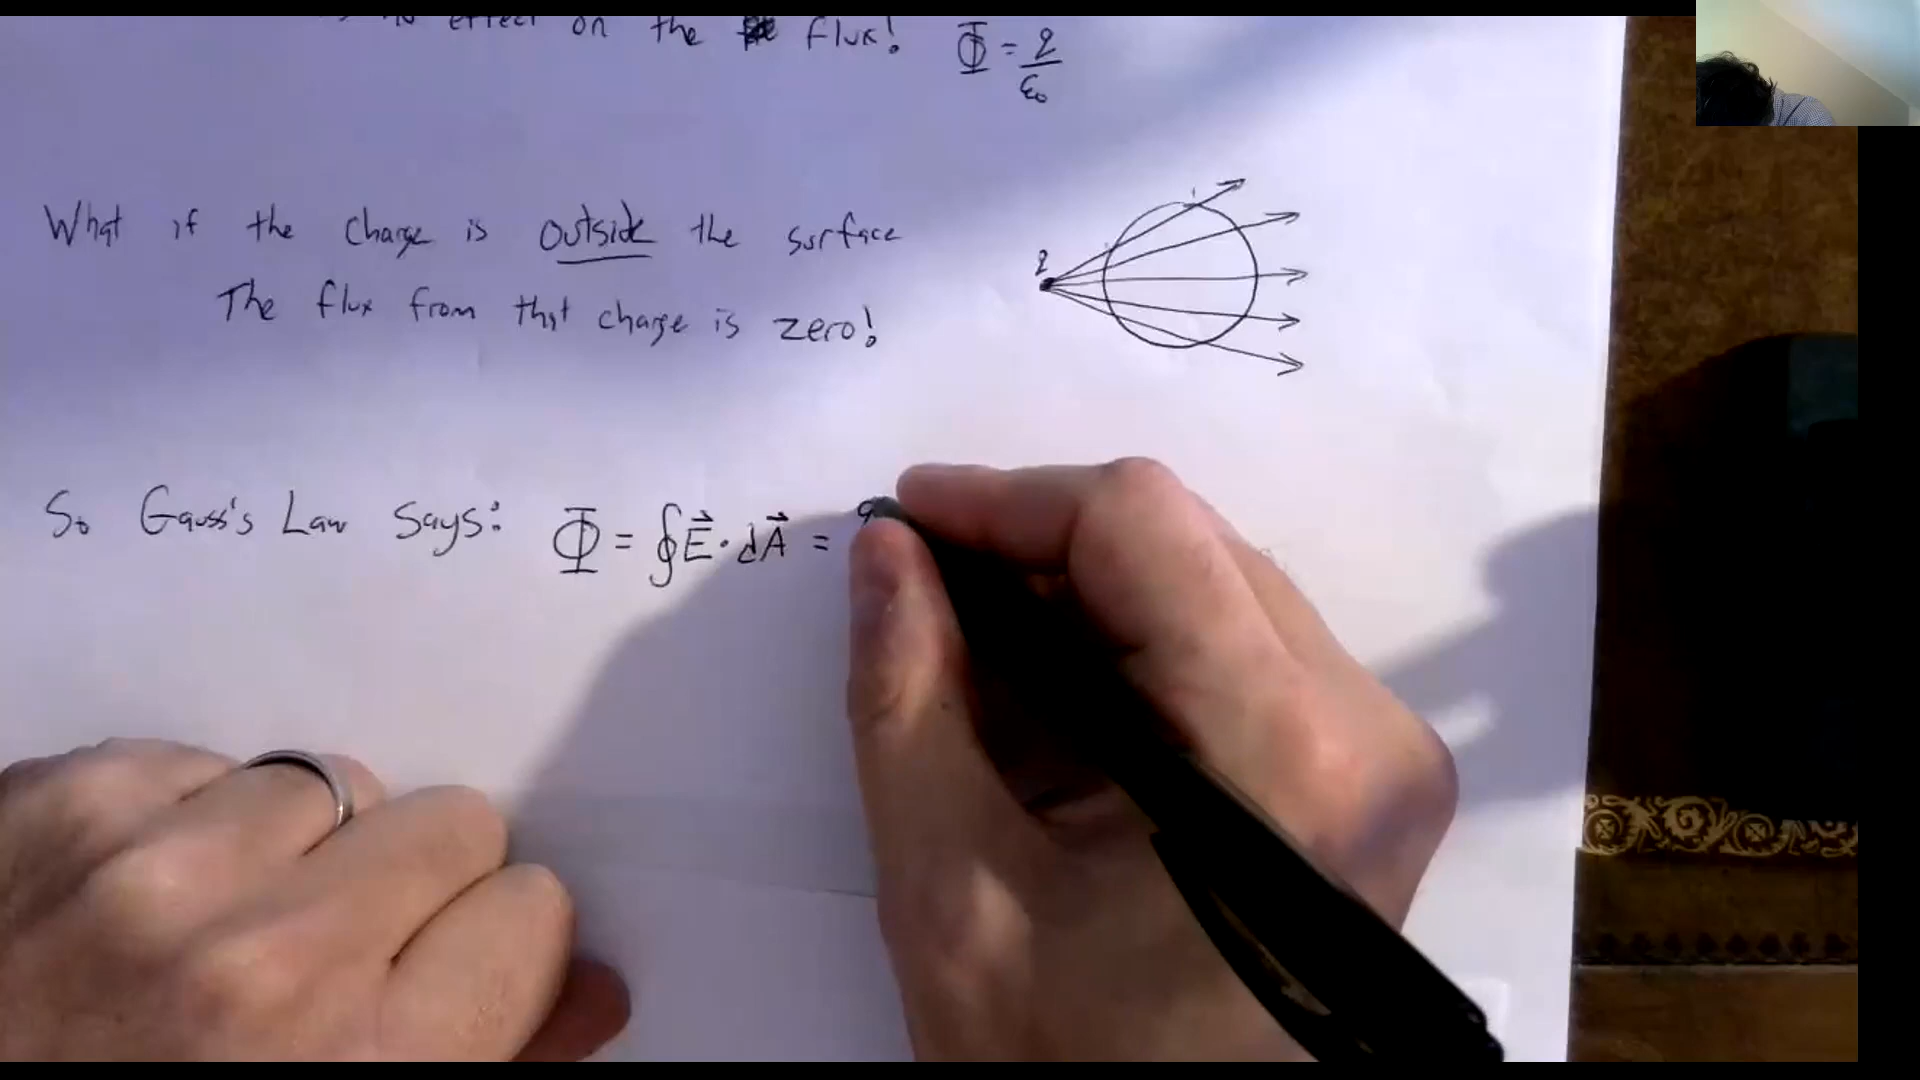 effect on the flux! Φ = q/ε₀
What if the charge is outside the surface
q
The flux from that charge is zero!
So Gauss's Law says: Φ = ∮E⃗·dA⃗ =